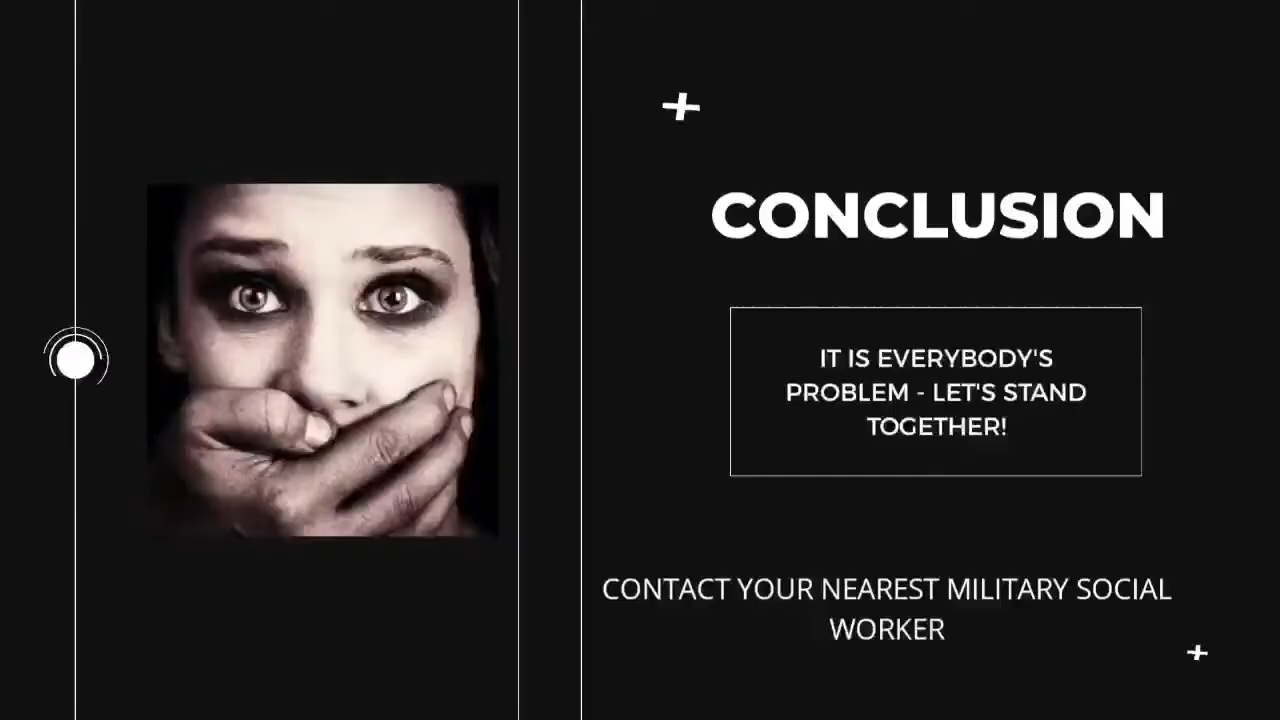 CONCLUSION
IT IS EVERYBODY'S
PROBLEM - LET'S STAND
TOGETHER!
CONTACT YOUR NEAREST MILITARY SOCIAL
WORKER